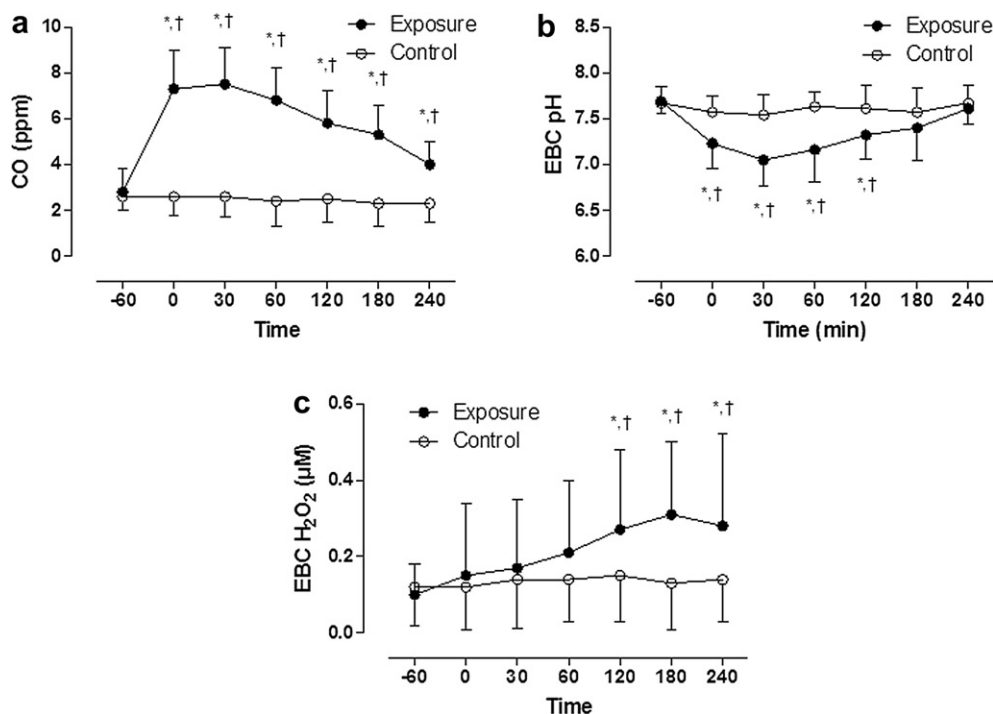 a
Exposure
Control
*,† *,† *,† *,† *,† *,†
CO (ppm)
10
8
6
4
2
0
-60 0 30 60 120 180 240
Time
b
Exposure
Control
EBC pH
8.5
8.0
7.5
7.0
6.5
6.0
*,† *,† *,† *,†
-60 0 30 60 120 180 240
Time (min)
c
Exposure
Control
*,† *,† *,†
EBC H₂O₂ (µM)
0.6
0.4
0.2
0.0
-60 0 30 60 120 180 240
Time